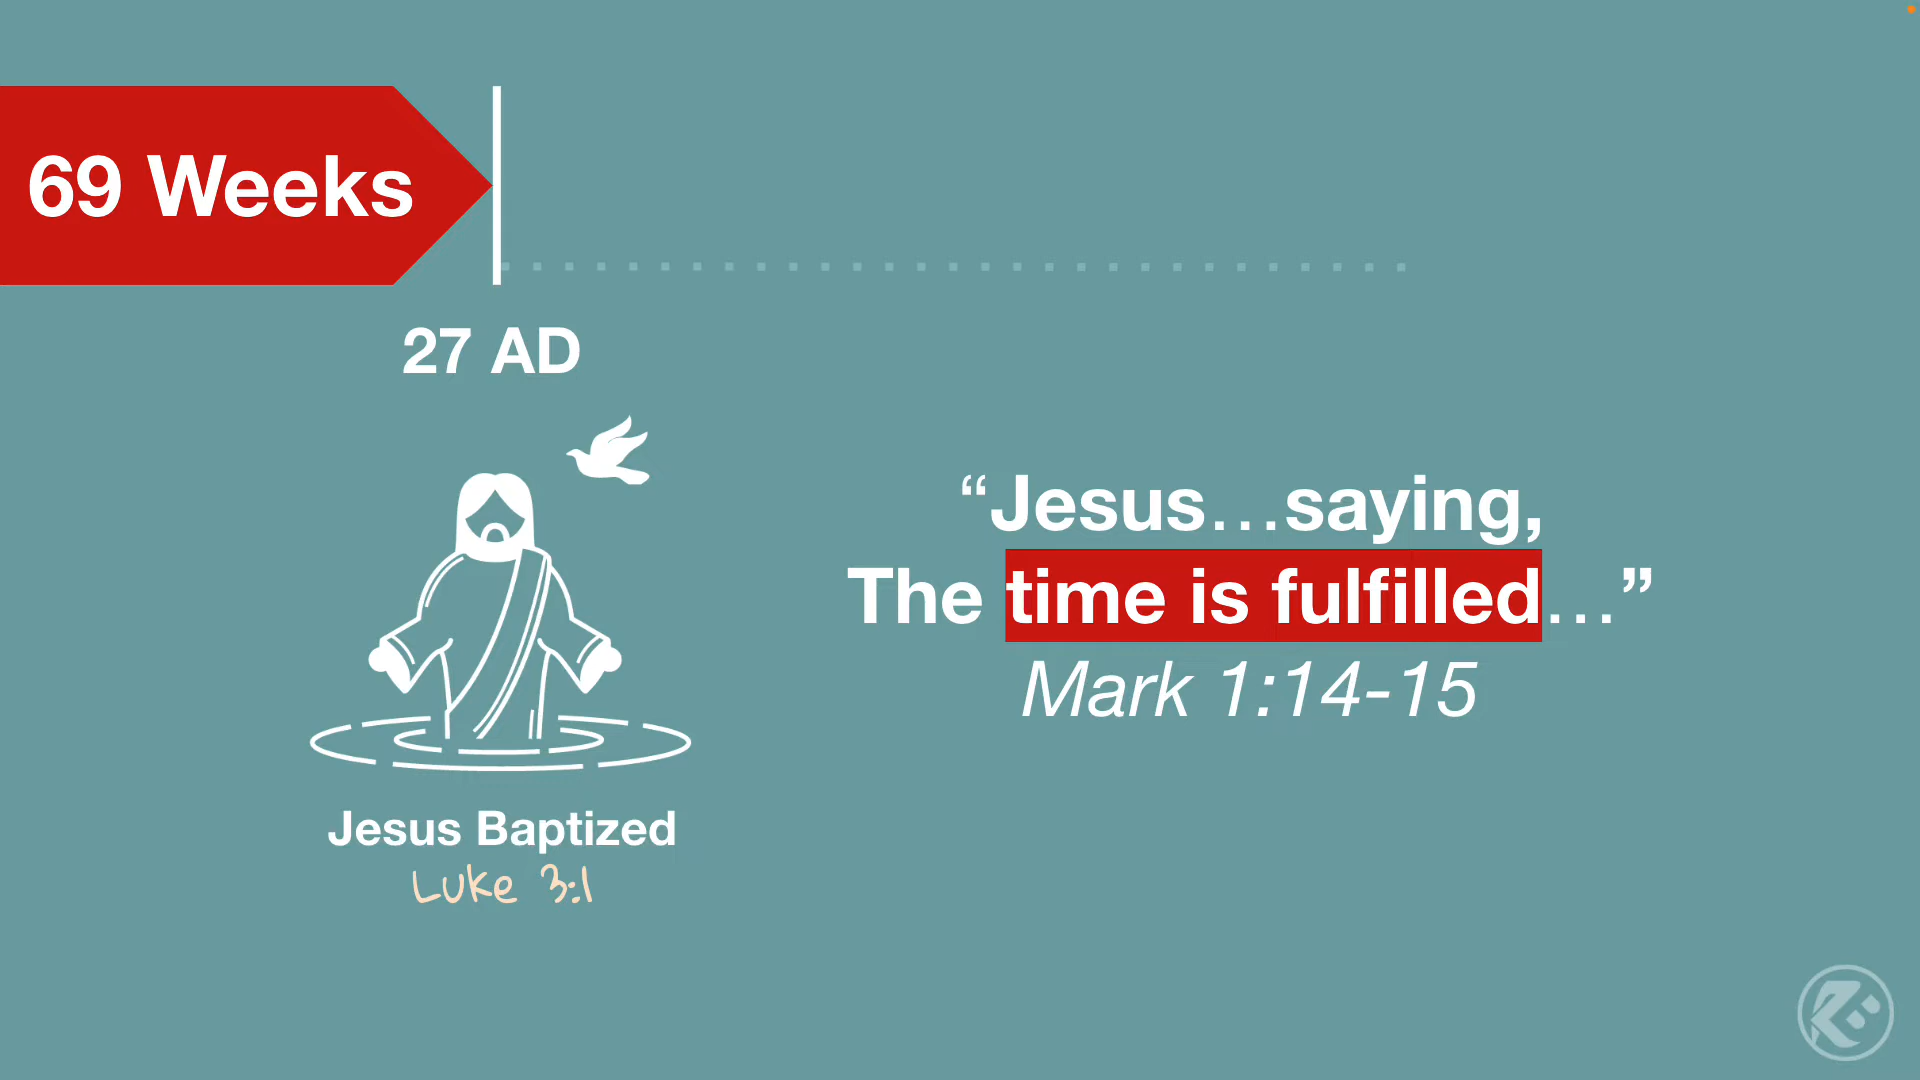 69 Weeks
27 AD
“Jesus…saying,
The time is fulfilled…”
Mark 1:14-15
Jesus Baptized
Luke 3:1